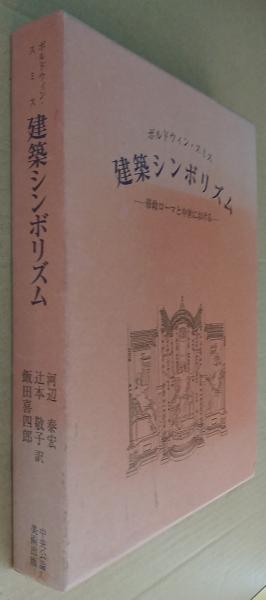 ボルドウィン・
スミス
建築シンボリズム
河辺泰宏
辻本敬子 訳
飯田喜四郎
中央公論
美術出版
ボルドウィン・スミス
建築シンボリズム
―帝政ローマと中世における―